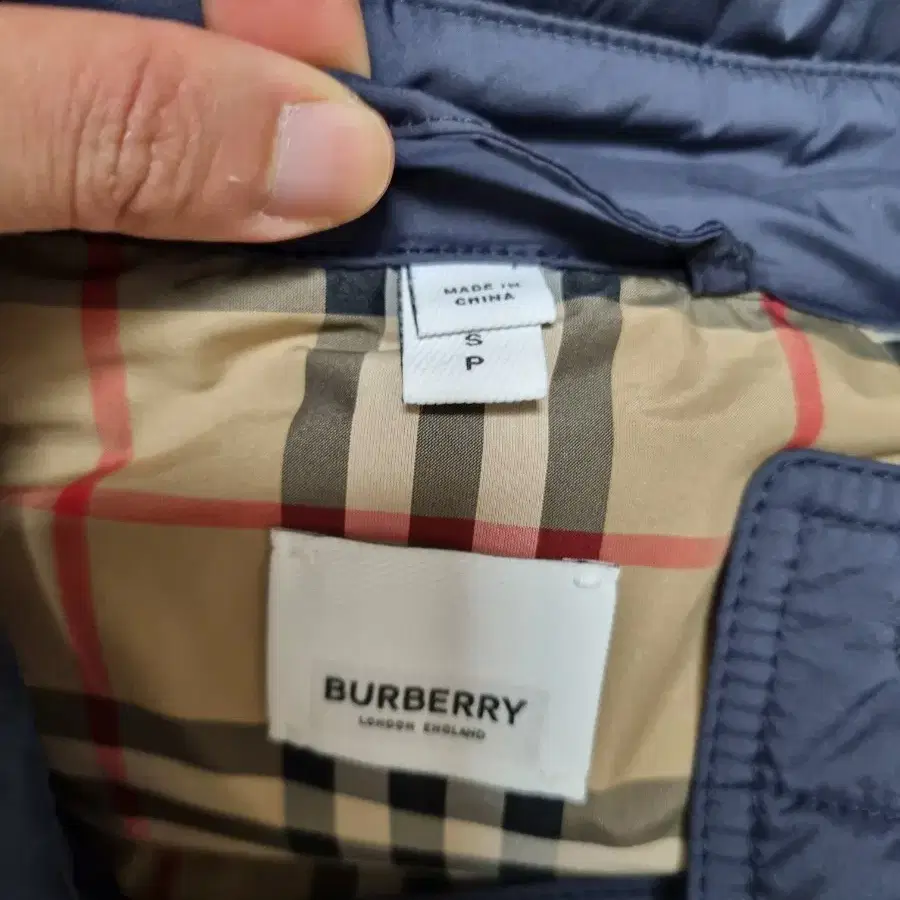 MADE IN
CHINA
S
P
BURBERRY
LONDON ENGLAND